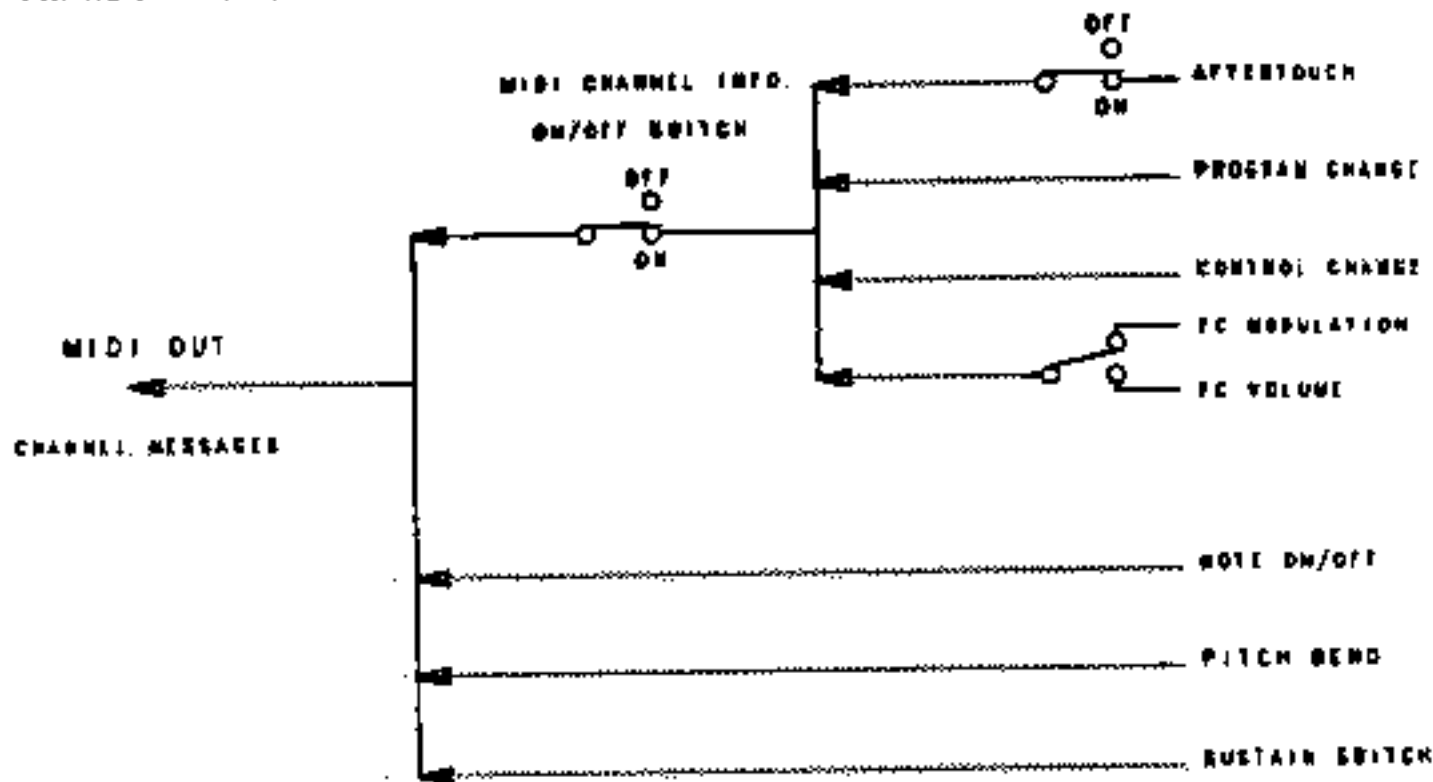 OFF
MIDI CHANNEL INFO.
AFTERTOUCH
ON
ON/OFF SWITCH
OFF
PROGRAM CHANGE
ON
CONTROL CHANGE
FC MODULATION
MIDI OUT
FC VOLUME
CHANNEL MESSAGES
NOTE ON/OFF
PITCH BEND
SUSTAIN SWITCH